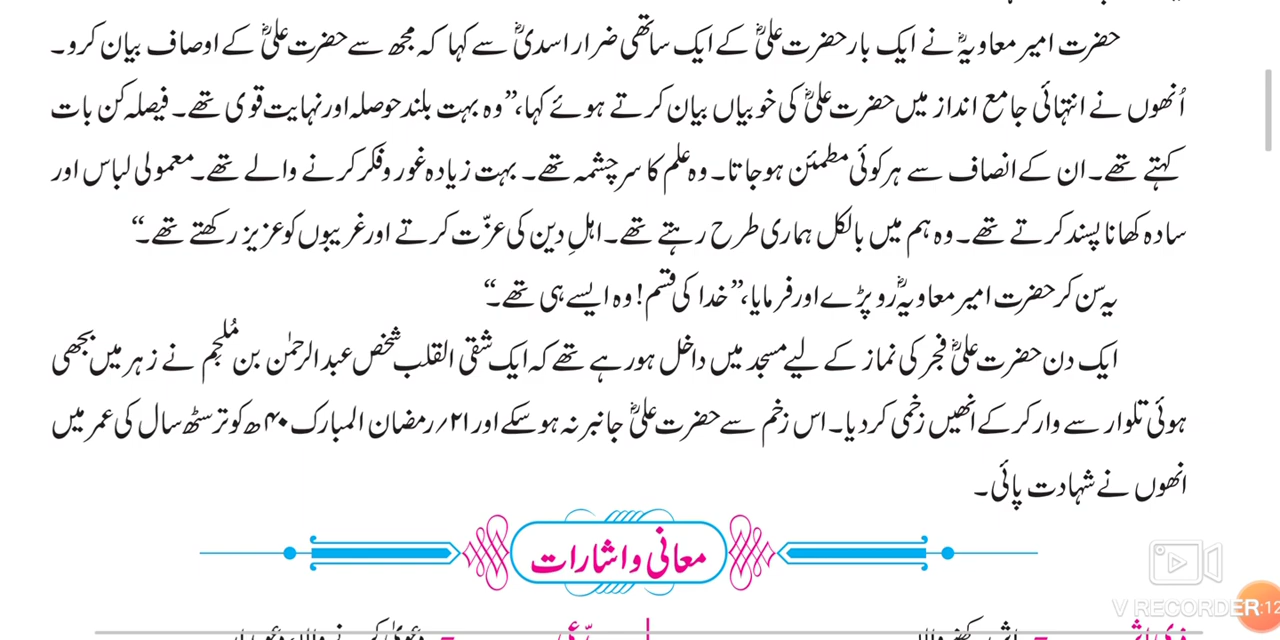 حضرت امیر معاویہؓ نے ایک بار حضرت علیؓ کے ایک ساتھی ضرار اسدیؓ سے کہا کہ مجھ سے حضرت علیؓ کے اوصاف بیان کرو۔
اُنھوں نے انتہائی جامع انداز میں حضرت علیؓ کی خوبیاں بیان کرتے ہوئے کہا، ”وہ بہت بلند حوصلہ اور نہایت قوی تھے۔ فیصلہ کن بات
کہتے تھے۔ ان کے انصاف سے ہر کوئی مطمئن ہو جاتا۔ وہ علم کا سرچشمہ تھے۔ بہت زیادہ غور و فکر کرنے والے تھے۔ معمولی لباس اور
سادہ کھانا پسند کرتے تھے۔ وہ ہم میں بالکل ہماری طرح رہتے تھے۔ اہلِ دین کی عزّت کرتے اور غریبوں کو عزیز رکھتے تھے۔“
یہ سن کر حضرت امیر معاویہؓ رو پڑے اور فرمایا، ”خدا کی قسم! وہ ایسے ہی تھے۔“
ایک دن حضرت علیؓ فجر کی نماز کے لیے مسجد میں داخل ہو رہے تھے کہ ایک شقی القلب شخص عبدالرحمٰن بن مُلجم نے زہر میں بجھی
ہوئی تلوار سے وار کر کے انھیں زخمی کر دیا۔ اس زخم سے حضرت علیؓ جانبر نہ ہو سکے اور ۲۱؍ رمضان المبارک ۴۰ھ کو ترسٹھ سال کی عمر میں
انھوں نے شہادت پائی۔
معانی و اشارات
V RECORDER
:12